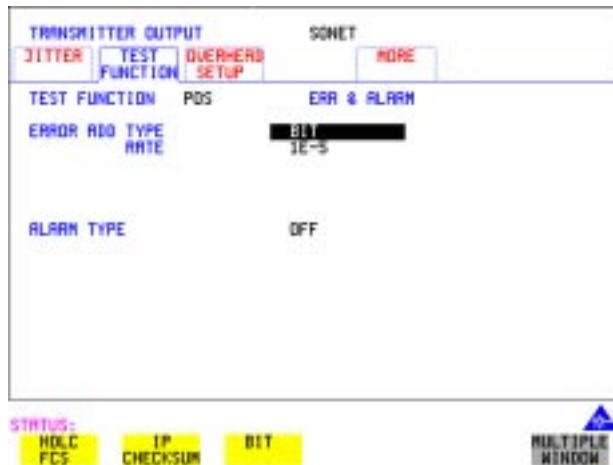 TRANSMITTER OUTPUT SONET
JITTER TEST FUNCTION OVERHEAD SETUP MORE
TEST FUNCTION POS ERR & ALARM
ERROR ADD TYPE BIT
RATE 1E-5
ALARM TYPE OFF
STATUS:
HDLC FCS IP CHECKSUM BIT MULTIPLE WINDOW